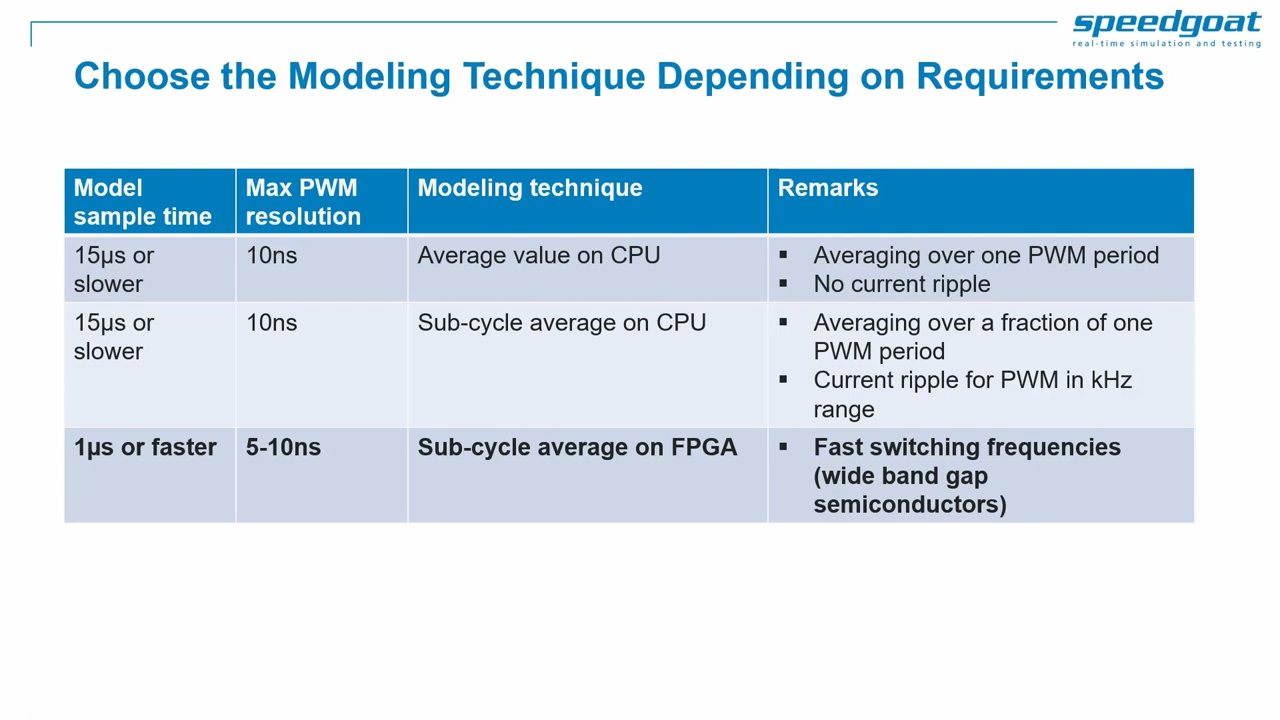 speedgoat
real-time simulation and testing
Choose the Modeling Technique Depending on Requirements
Model
sample time
Max PWM
resolution
Modeling technique
Remarks
15µs or
slower
10ns
Average value on CPU
▪ Averaging over one PWM period
▪ No current ripple
15µs or
slower
10ns
Sub-cycle average on CPU
▪ Averaging over a fraction of one
PWM period
▪ Current ripple for PWM in kHz
range
1µs or faster
5-10ns
Sub-cycle average on FPGA
▪ Fast switching frequencies
(wide band gap
semiconductors)